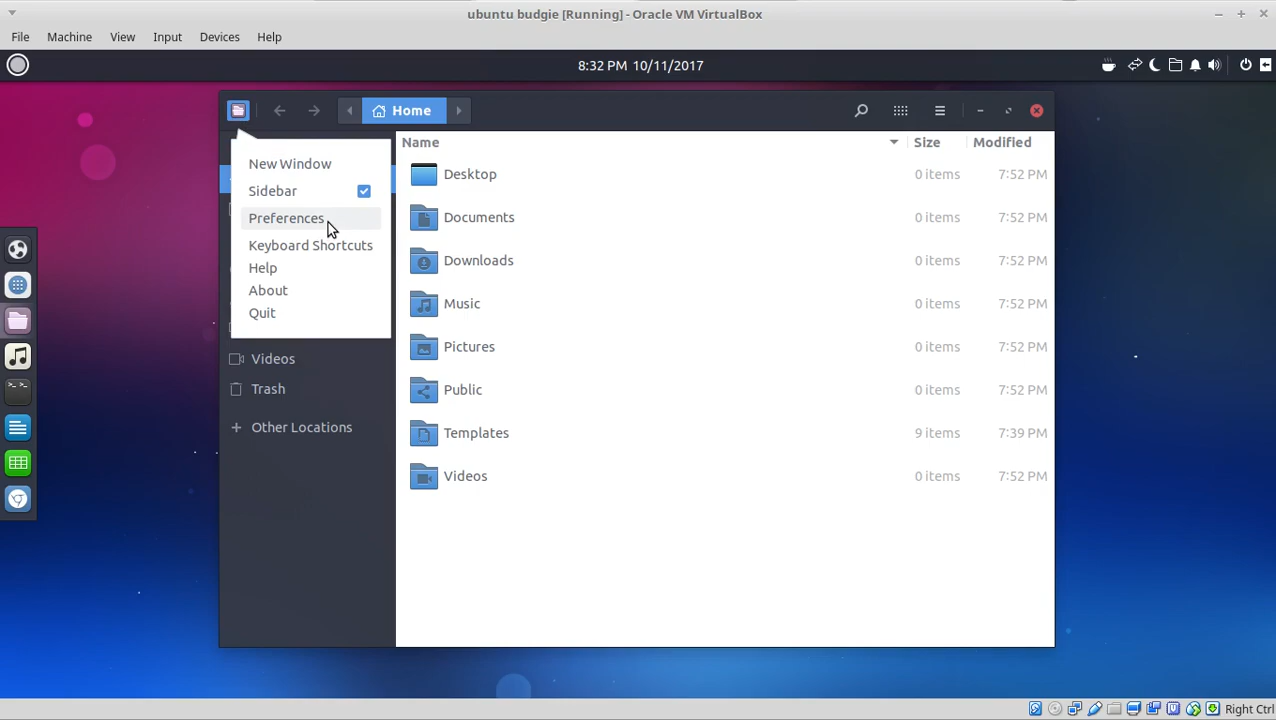 ubuntu budgie [Running] - Oracle VM VirtualBox
File Machine View Input Devices Help
8:32 PM 10/11/2017
Home
New Window
Sidebar
Preferences
Keyboard Shortcuts
Help
About
Quit
Videos
Trash
Other Locations
Name Size Modified
Desktop 0 items 7:52 PM
Documents 0 items 7:52 PM
Downloads 0 items 7:52 PM
Music 0 items 7:52 PM
Pictures 0 items 7:52 PM
Public 0 items 7:52 PM
Templates 9 items 7:39 PM
Videos 0 items 7:52 PM
Right Ctrl